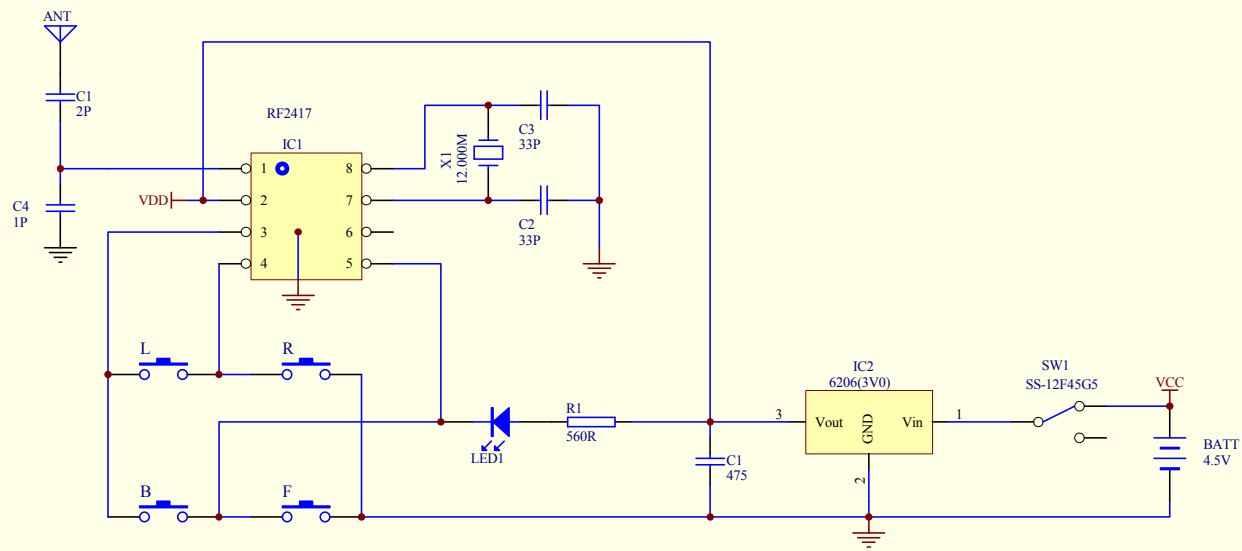 ANT
C1
2P
C4
1P
VDD
RF2417
IC1
1
2
3
4
8
7
6
5
X1
12.000M
C3
33P
C2
33P
L
R
B
F
LED1
R1
560R
C1
475
IC2
6206(3V0)
3
Vout
GND
Vin
1
2
SW1
SS-12F45G5
VCC
BATT
4.5V